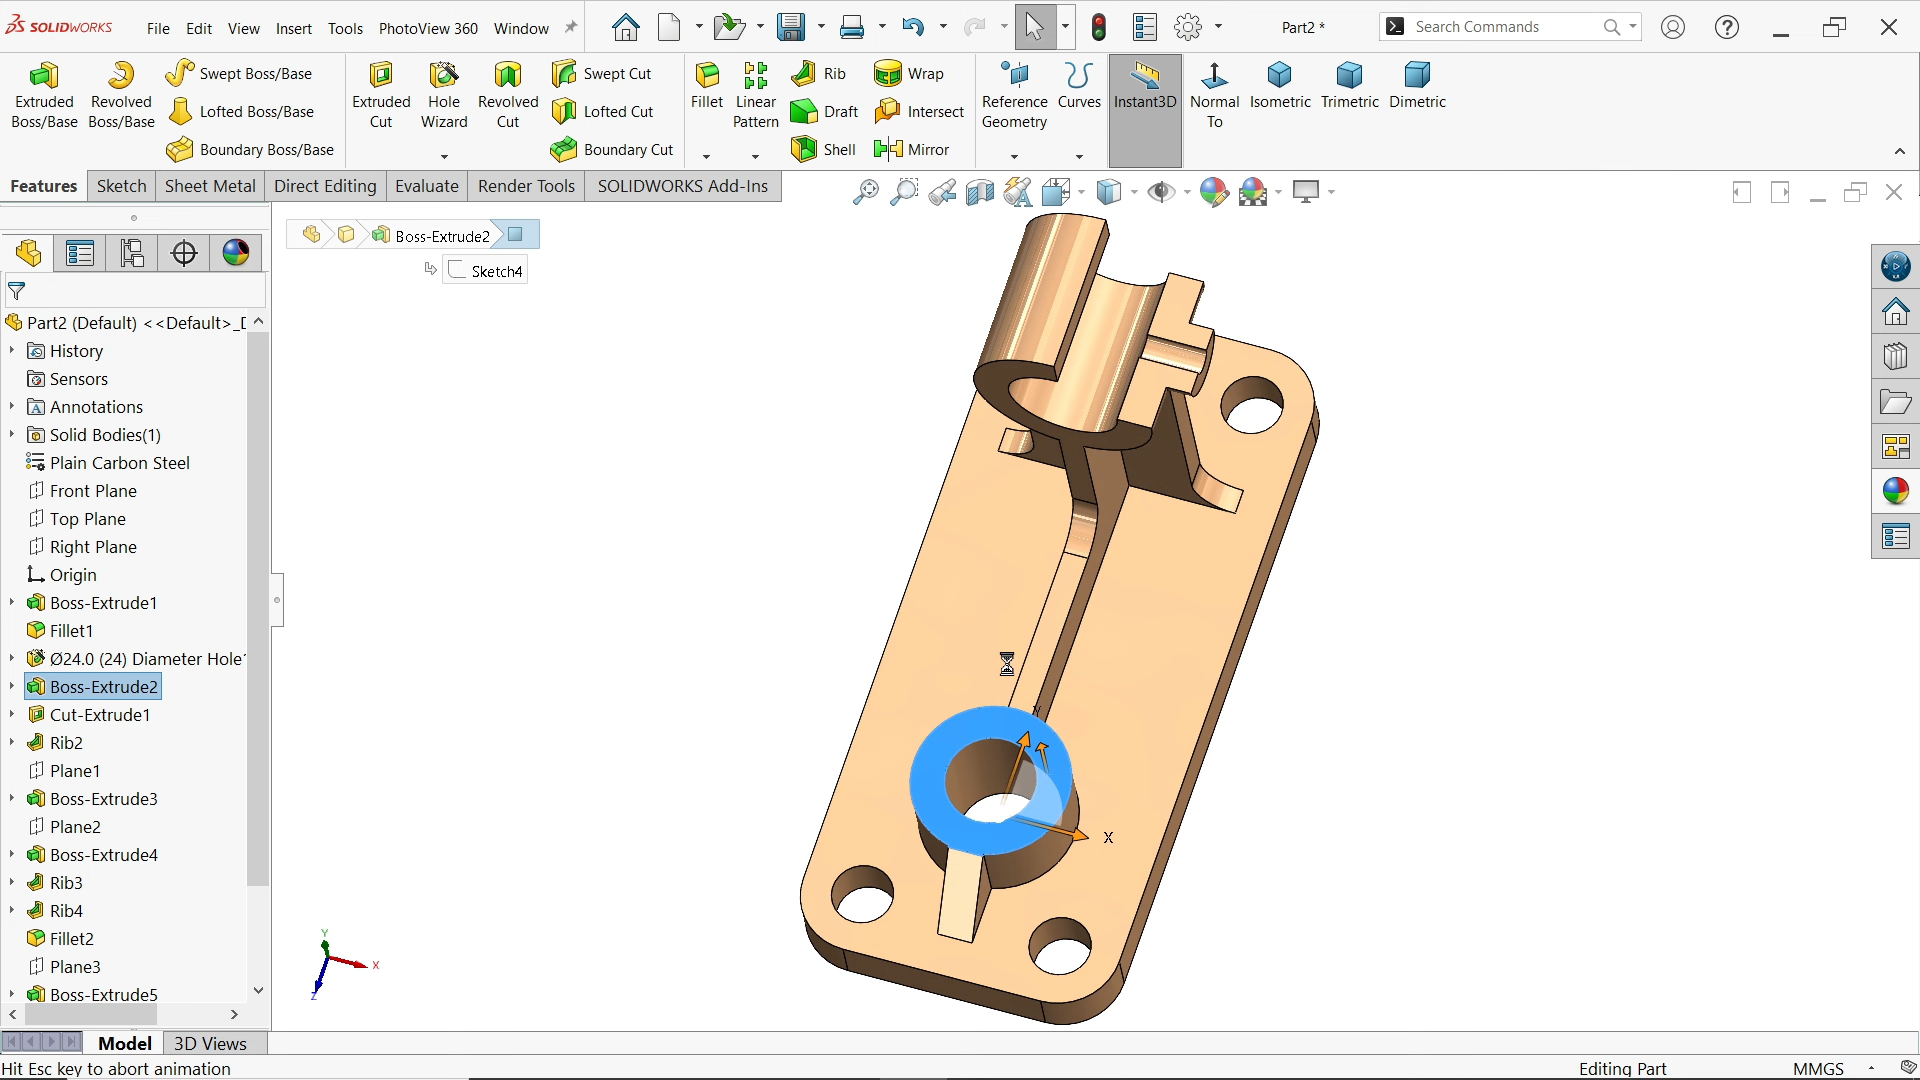 SOLIDWORKS File Edit View Insert Tools PhotoView 360 Window Part2 * Search Commands
Extruded Boss/Base
Revolved Boss/Base
Swept Boss/Base
Lofted Boss/Base
Boundary Boss/Base
Extruded Cut
Hole Wizard
Revolved Cut
Swept Cut
Lofted Cut
Boundary Cut
Fillet
Linear Pattern
Rib
Draft
Shell
Wrap
Intersect
Mirror
Reference Geometry
Curves
Instant3D
Normal To
Isometric
Trimetric
Dimetric
Features Sketch Sheet Metal Direct Editing Evaluate Render Tools SOLIDWORKS Add-Ins
Boss-Extrude2
Sketch4
Part2 (Default) <<Default>_D
History
Sensors
Annotations
Solid Bodies(1)
Plain Carbon Steel
Front Plane
Top Plane
Right Plane
Origin
Boss-Extrude1
Fillet1
Ø24.0 (24) Diameter Hole1
Boss-Extrude2
Cut-Extrude1
Rib2
Plane1
Boss-Extrude3
Plane2
Boss-Extrude4
Rib3
Rib4
Fillet2
Plane3
Boss-Extrude5
Y
X
Y
X
Z
Model 3D Views
Hit Esc key to abort animation Editing Part MMGS